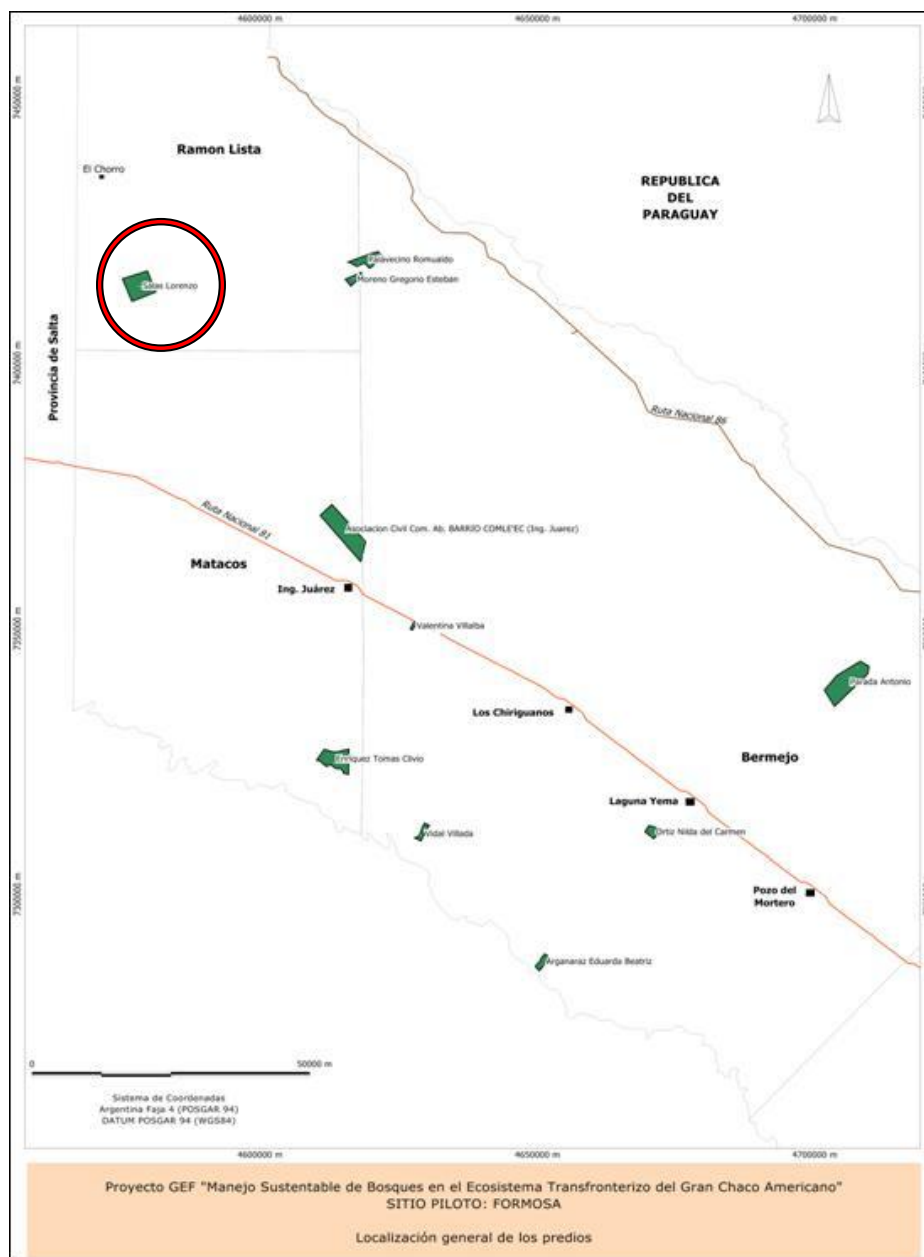 4600000 m
4650000 m
4700000 m
7450000 m
Ramon Lista
El Chorro
REPUBLICA
DEL
PARAGUAY
Palavecino Romualdo
Moreno Gregorio Esteban
Salas Lorenzo
Provincia de Salta
7400000 m
Ruta Nacional 86
Ruta Nacional 81
Asociacion Civil Com. Ab. BARRIO COMLE'EC (Ing. Juarez)
Matacos
Ing. Juárez
7350000 m
Valentina Villalba
Parada Antonio
Los Chiriguanos
Enriquez Tomas Clivio
Bermejo
Laguna Yema
Vidal Villada
Ortiz Nilda del Carmen
7300000 m
Pozo del
Mortero
Arganaraz Eduarda Beatriz
0
50000 m
Sistema de Coordenadas
Argentina Faja 4 (POSGAR 94)
DATUM POSGAR 94 (WGS84)
4600000 m
4650000 m
4700000 m
Proyecto GEF "Manejo Sustentable de Bosques en el Ecosistema Transfronterizo del Gran Chaco Americano"
SITIO PILOTO: FORMOSA
Localización general de los predios